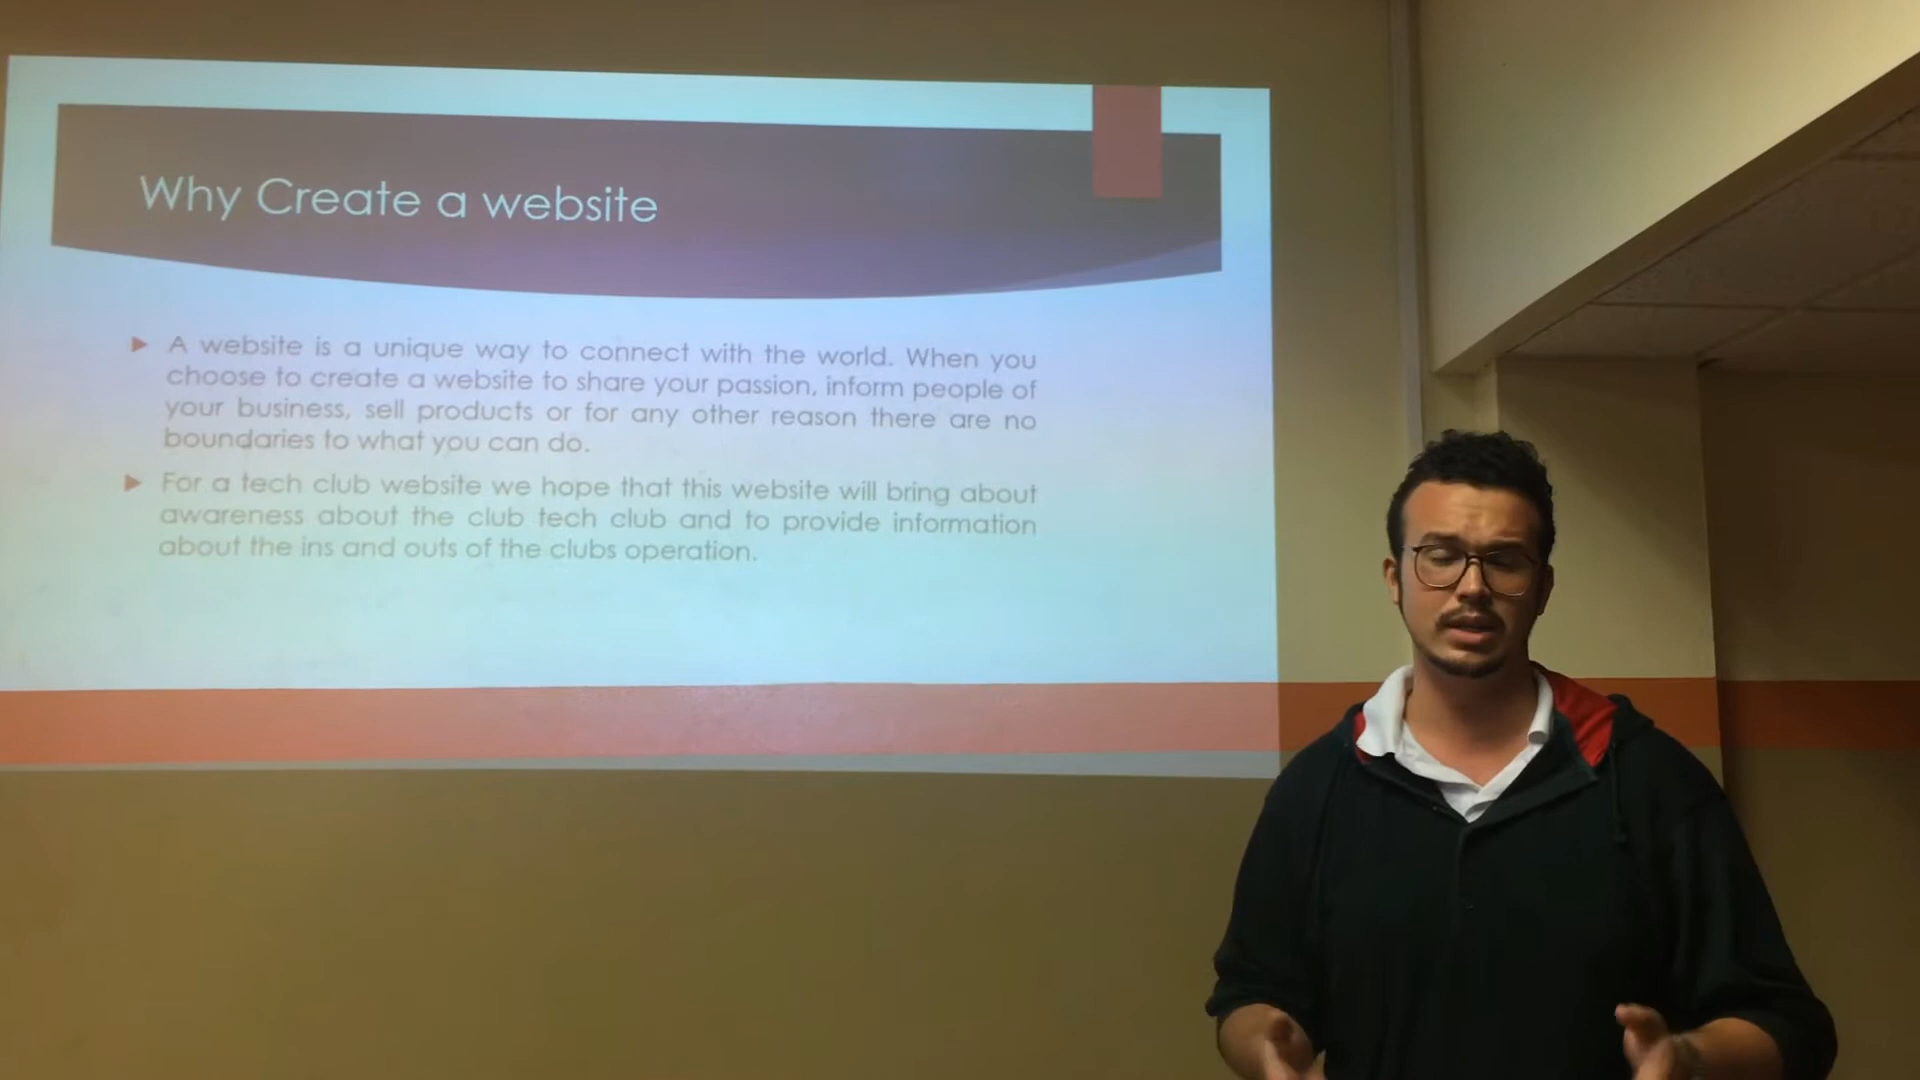 Why Create a website
A website is a unique way to connect with the world. When you
choose to create a website to share your passion, inform people of
your business, sell products or for any other reason there are no
boundaries to what you can do.
For a tech club website we hope that this website will bring about
awareness about the club tech club and to provide information
about the ins and outs of the clubs operation.